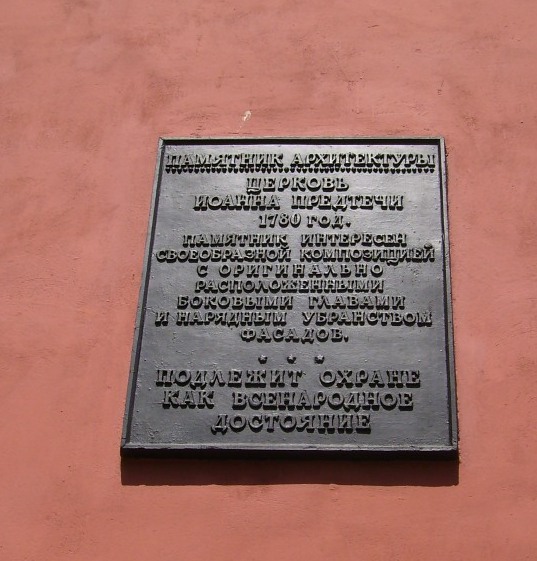 ПАМЯТНИК АРХИТЕКТУРЫ
ЦЕРКОВЬ
ИОАННА ПРЕДТЕЧИ
1780 ГОД.
ПАМЯТНИК ИНТЕРЕСЕН
СВОЕОБРАЗНОЙ КОМПОЗИЦИЕЙ
С ОРИГИНАЛЬНО
РАСПОЛОЖЕННЫМИ
БОКОВЫМИ ГЛАВАМИ
И НАРЯДНЫМ УБРАНСТВОМ
ФАСАДОВ.
* * *
ПОДЛЕЖИТ ОХРАНЕ
КАК ВСЕНАРОДНОЕ
ДОСТОЯНИЕ